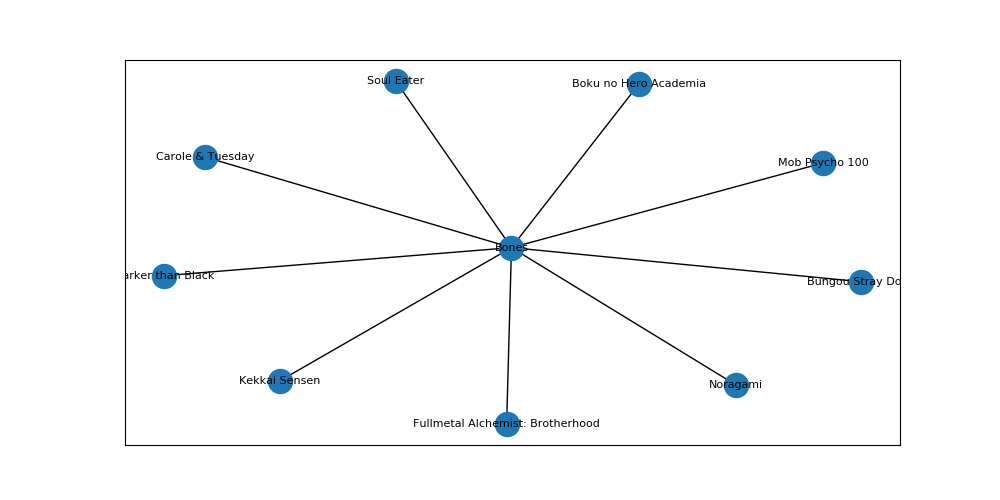 Soul Eater
Boku no Hero Academia
Carole & Tuesday
Mob Psycho 100
Bones
arker than Black
Bungou Stray Do
Kekkai Sensen
Noragami
Fullmetal Alchemist: Brotherhood